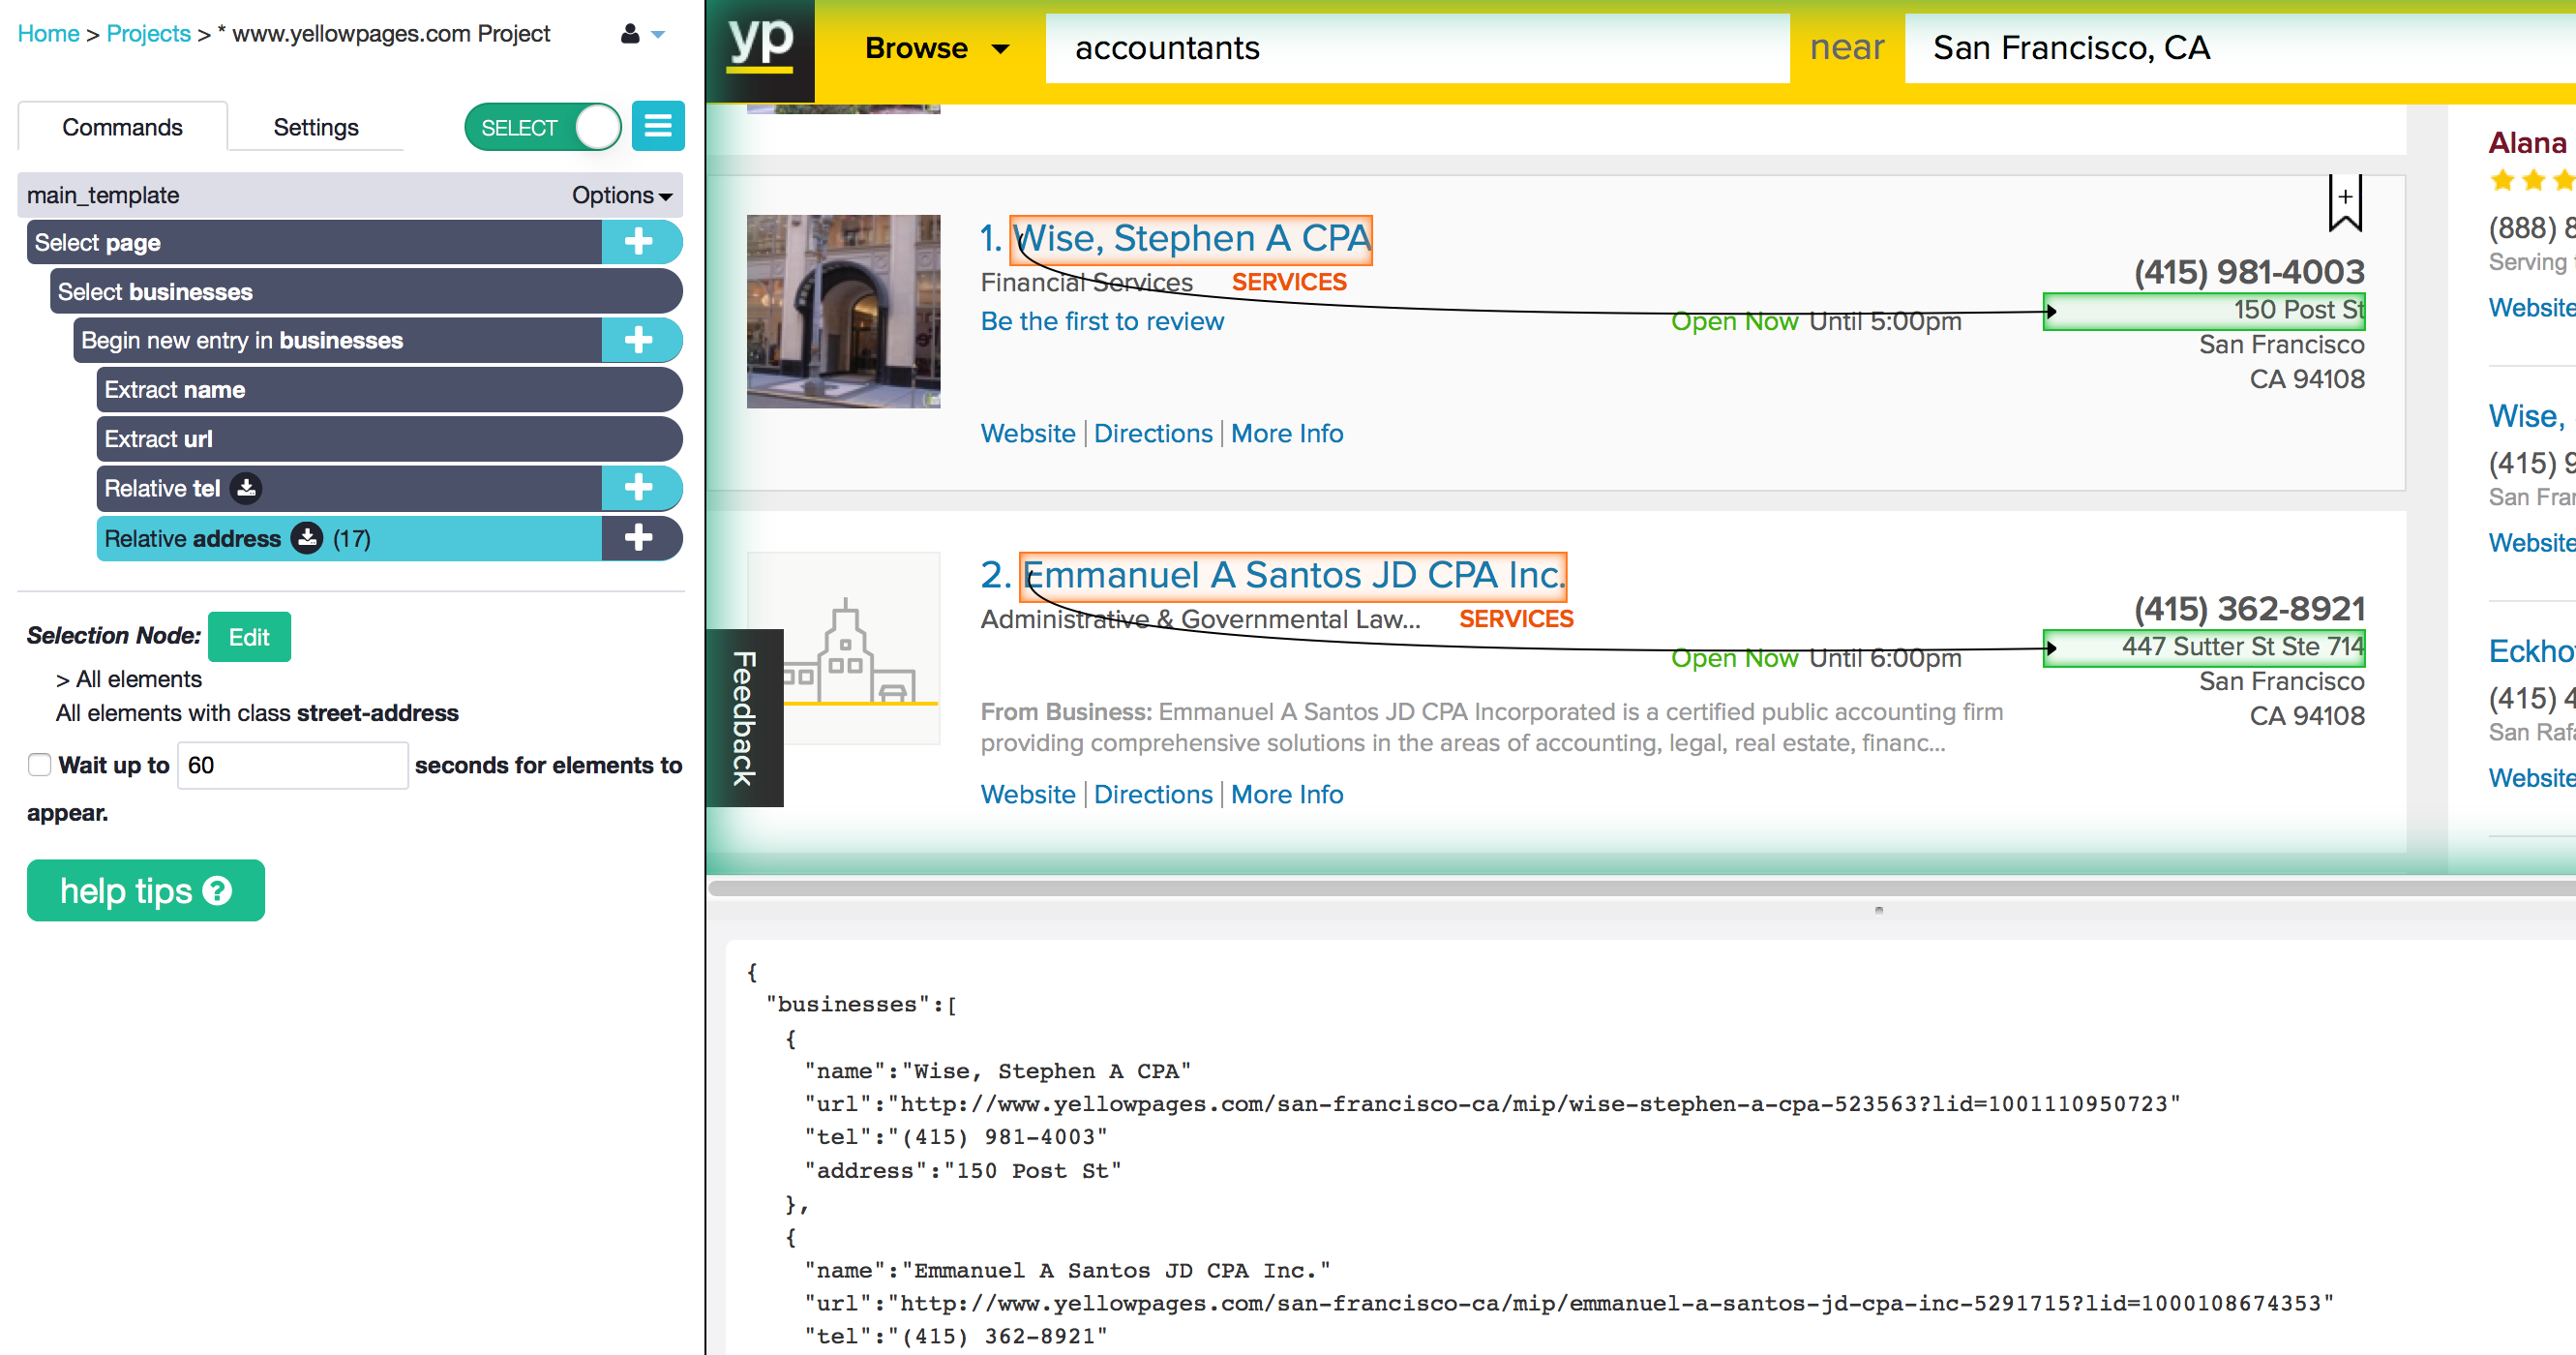 Home > Projects > * www.yellowpages.com Project
Commands
Settings
SELECT
main_template
Options
Select page
Select businesses
Begin new entry in businesses
Extract name
Extract url
Relative tel
Relative address (17)
Selection Node: Edit
> All elements
All elements with class street-address
Wait up to 60 seconds for elements to
appear.
help tips ?
yp
Browse
accountants
near
San Francisco, CA
1. Wise, Stephen A CPA
Financial Services SERVICES
Be the first to review
Open Now Until 5:00pm
(415) 981-4003
150 Post St
San Francisco
CA 94108
Website | Directions | More Info
2. Emmanuel A Santos JD CPA Inc.
Administrative & Governmental Law... SERVICES
Open Now Until 6:00pm
(415) 362-8921
447 Sutter St Ste 714
San Francisco
CA 94108
From Business: Emmanuel A Santos JD CPA Incorporated is a certified public accounting firm
providing comprehensive solutions in the areas of accounting, legal, real estate, financ...
Website | Directions | More Info
Feedback
Alana
(888) 8
Serving
Website
Wise,
(415) 9
San Fran
Website
Eckho
(415) 4
San Rafa
Website
{
"businesses":[
{
"name":"Wise, Stephen A CPA"
"url":"http://www.yellowpages.com/san-francisco-ca/mip/wise-stephen-a-cpa-523563?lid=1001110950723"
"tel":"(415) 981-4003"
"address":"150 Post St"
},
{
"name":"Emmanuel A Santos JD CPA Inc."
"url":"http://www.yellowpages.com/san-francisco-ca/mip/emmanuel-a-santos-jd-cpa-inc-5291715?lid=1000108674353"
"tel":"(415) 362-8921"